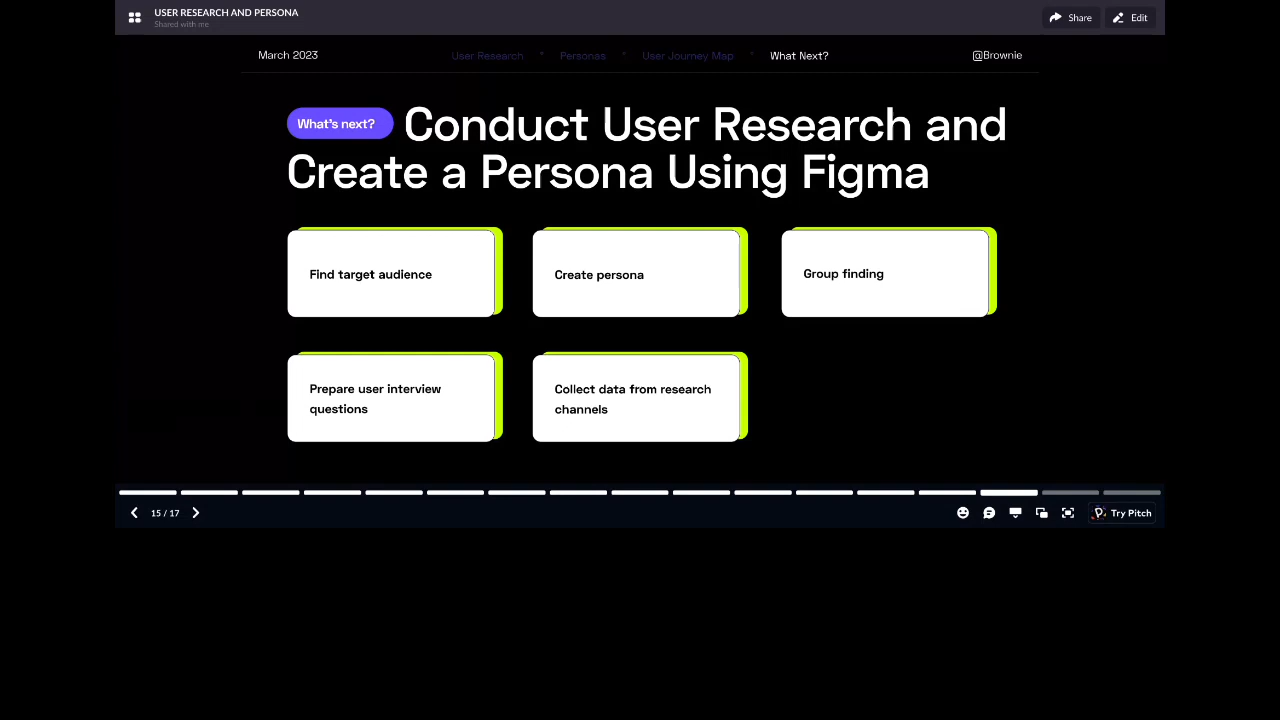 USER RESEARCH AND PERSONA
Shared with me
Share
Edit
March 2023
User Research
Personas
User Journey Map
What Next?
@Brownie
What's next?
Conduct User Research and
Create a Persona Using Figma
Find target audience
Create persona
Group finding
Prepare user interview
questions
Collect data from research
channels
15 / 17
Try Pitch